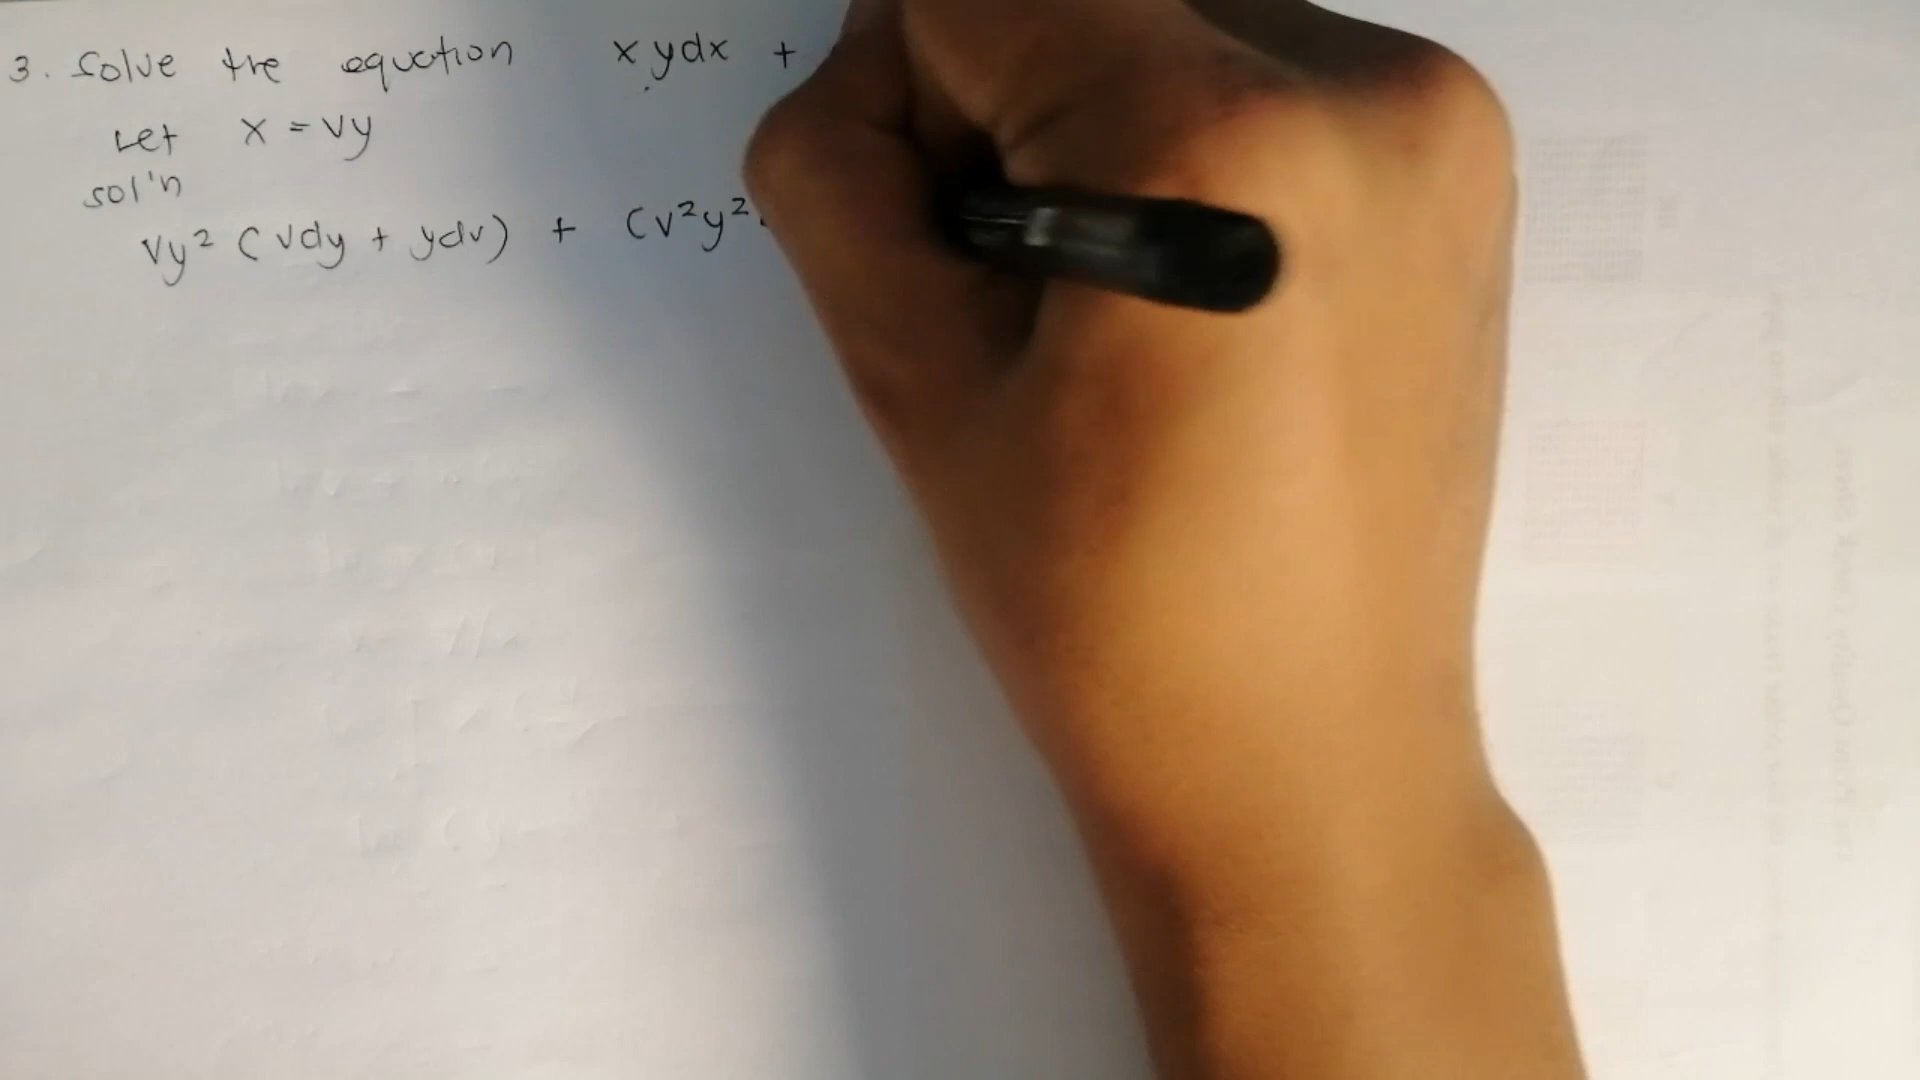 3. Solve the equation xydx +
Let x = vy
sol'n
Vy² (vdy + ydv) + (v²y²